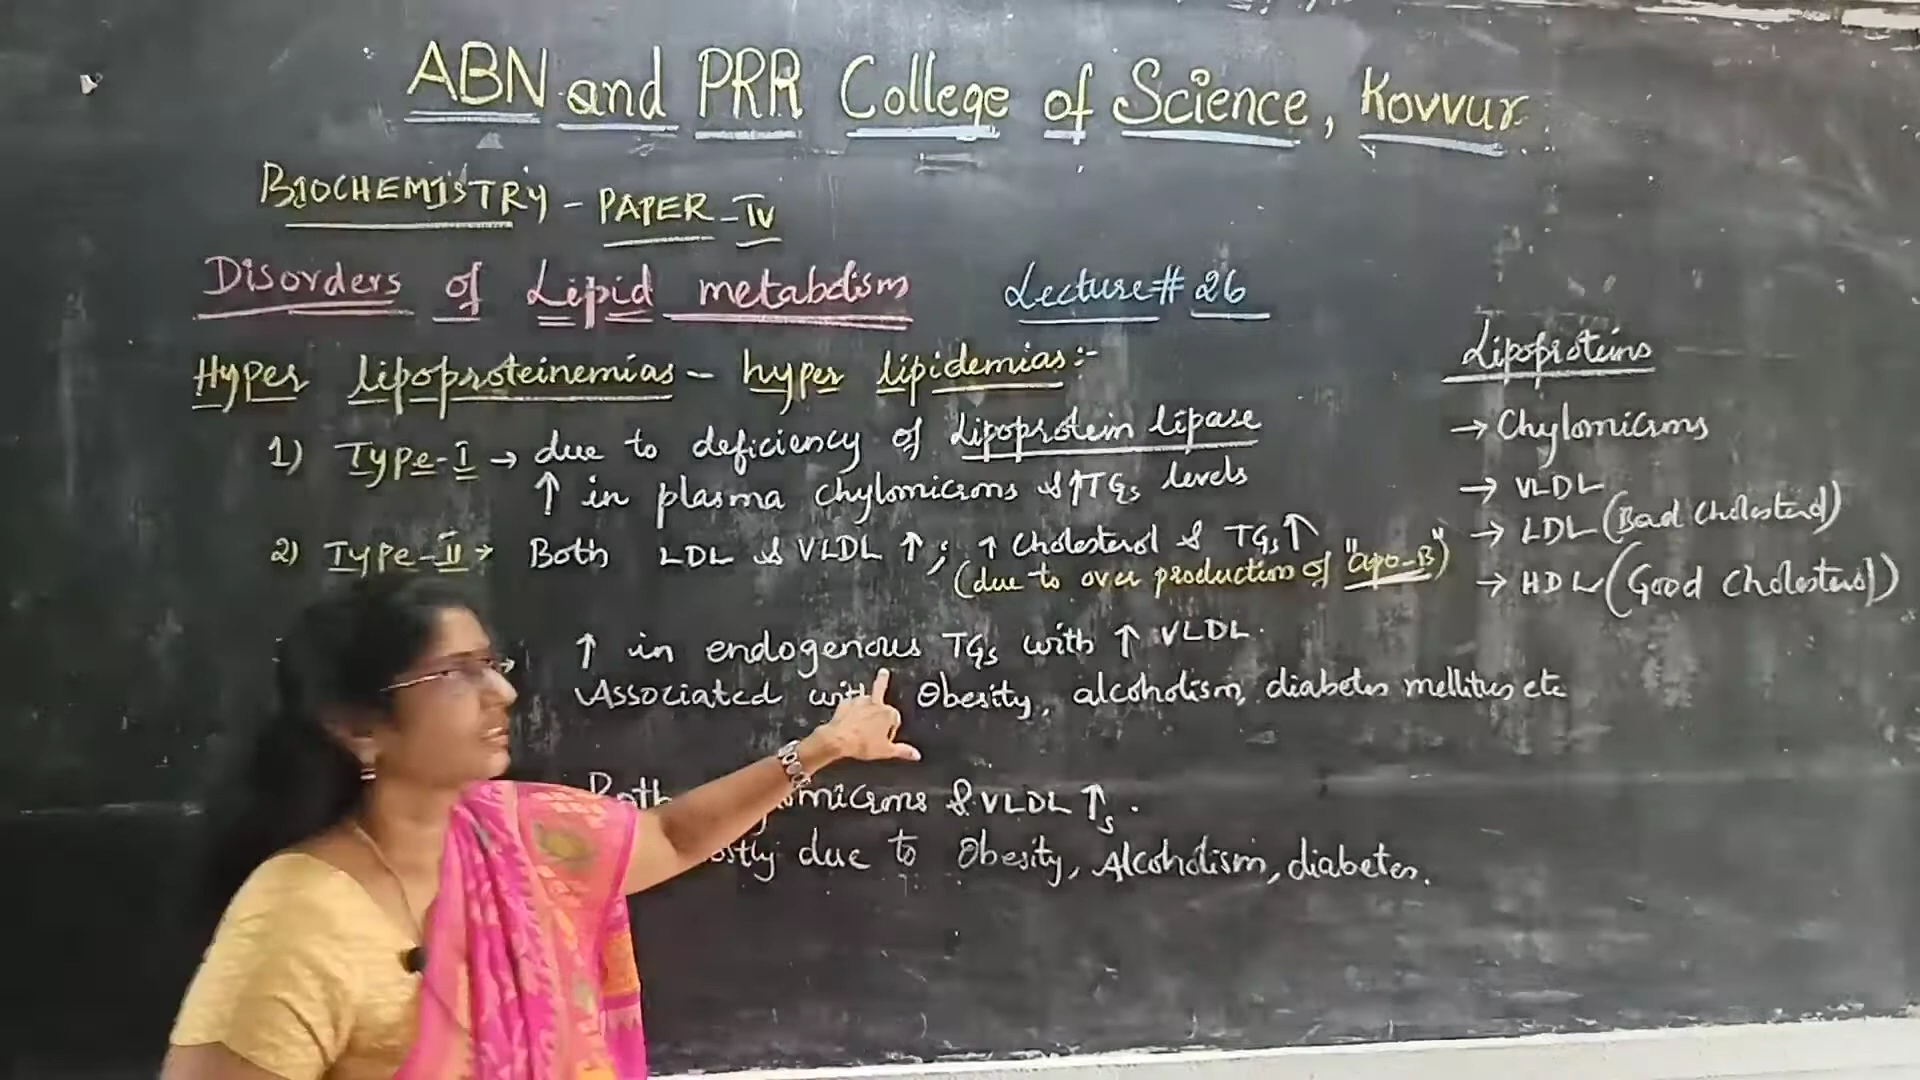 ABN and PRR College of Science, Kovvur.
BIOCHEMISTRY - PAPER - IV
Disorders of Lipid metabolism
Lecture # 26
Hyper lipoproteinemias - hyper lipidemias:-
1) Type-I → due to deficiency of Lipoprotein lipase
↑ in plasma chylomicrons & ↑TGs levels
2) Type-II → Both LDL & VLDL ↑; ↑ Cholesterol & TGs↑
(due to over production of "apo-B")
→ ↑ in endogenous TGs with ↑ VLDL.
Associated with Obesity, alcoholism, diabetes mellitus etc
Both & VLDL ↑s.
due to Obesity, Alcoholism, diabetes.
Lipoproteins
→ Chylomicrons
→ VLDL
→ LDL (Bad Cholesterol)
→ HDL (Good Cholesterol)